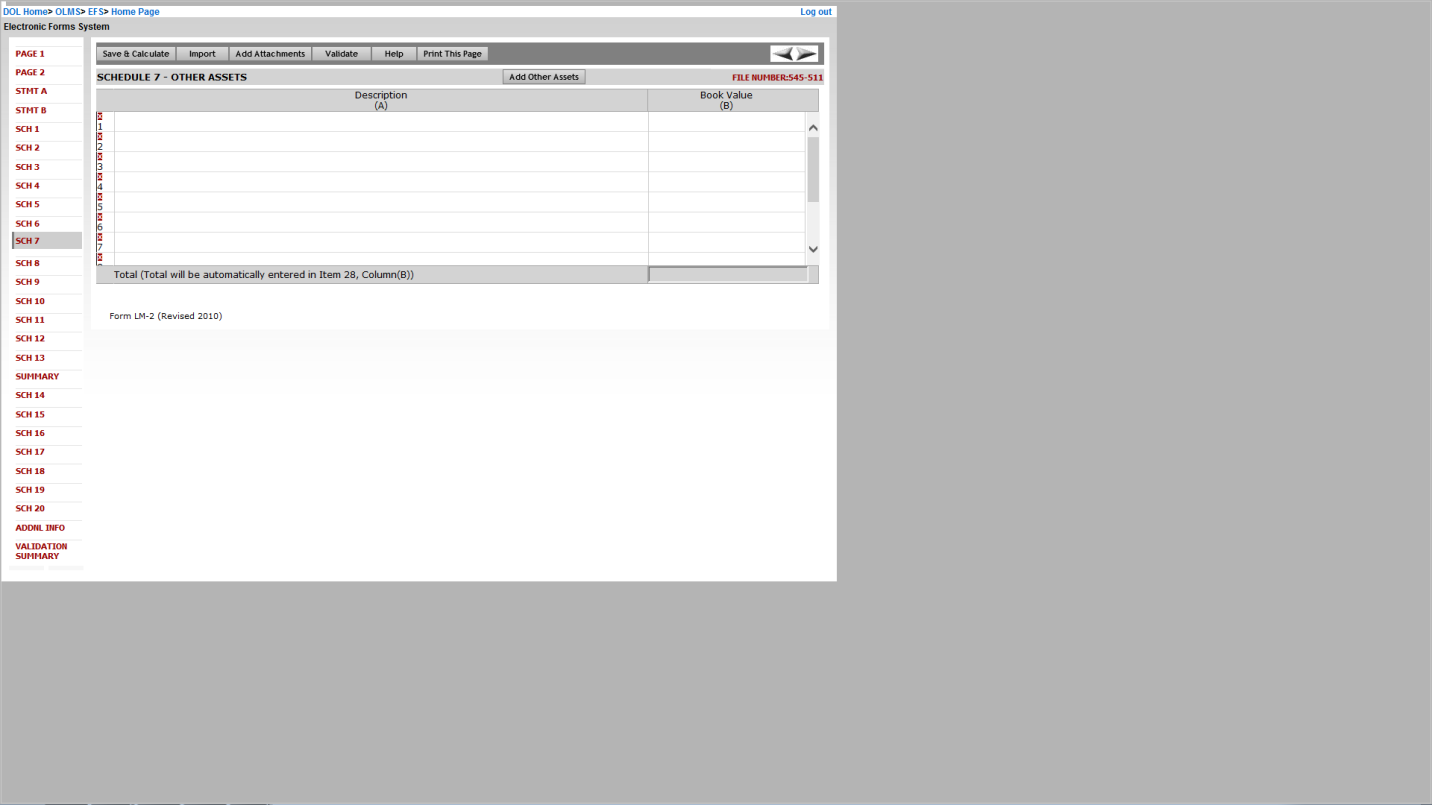 DOL Home> OLMS> EFS> Home Page Log out
Electronic Forms System
PAGE 1
PAGE 2
STMT A
STMT B
SCH 1
SCH 2
SCH 3
SCH 4
SCH 5
SCH 6
SCH 7
SCH 8
SCH 9
SCH 10
SCH 11
SCH 12
SCH 13
SUMMARY
SCH 14
SCH 15
SCH 16
SCH 17
SCH 18
SCH 19
SCH 20
ADDNL INFO
VALIDATION
SUMMARY
Save & Calculate Import Add Attachments Validate Help Print This Page
SCHEDULE 7 - OTHER ASSETS Add Other Assets FILE NUMBER:545-511
Description Book Value
(A) (B)
X
1
X
2
X
3
X
4
X
5
X
6
X
7
X
Total (Total will be automatically entered in Item 28, Column(B))
Form LM-2 (Revised 2010)